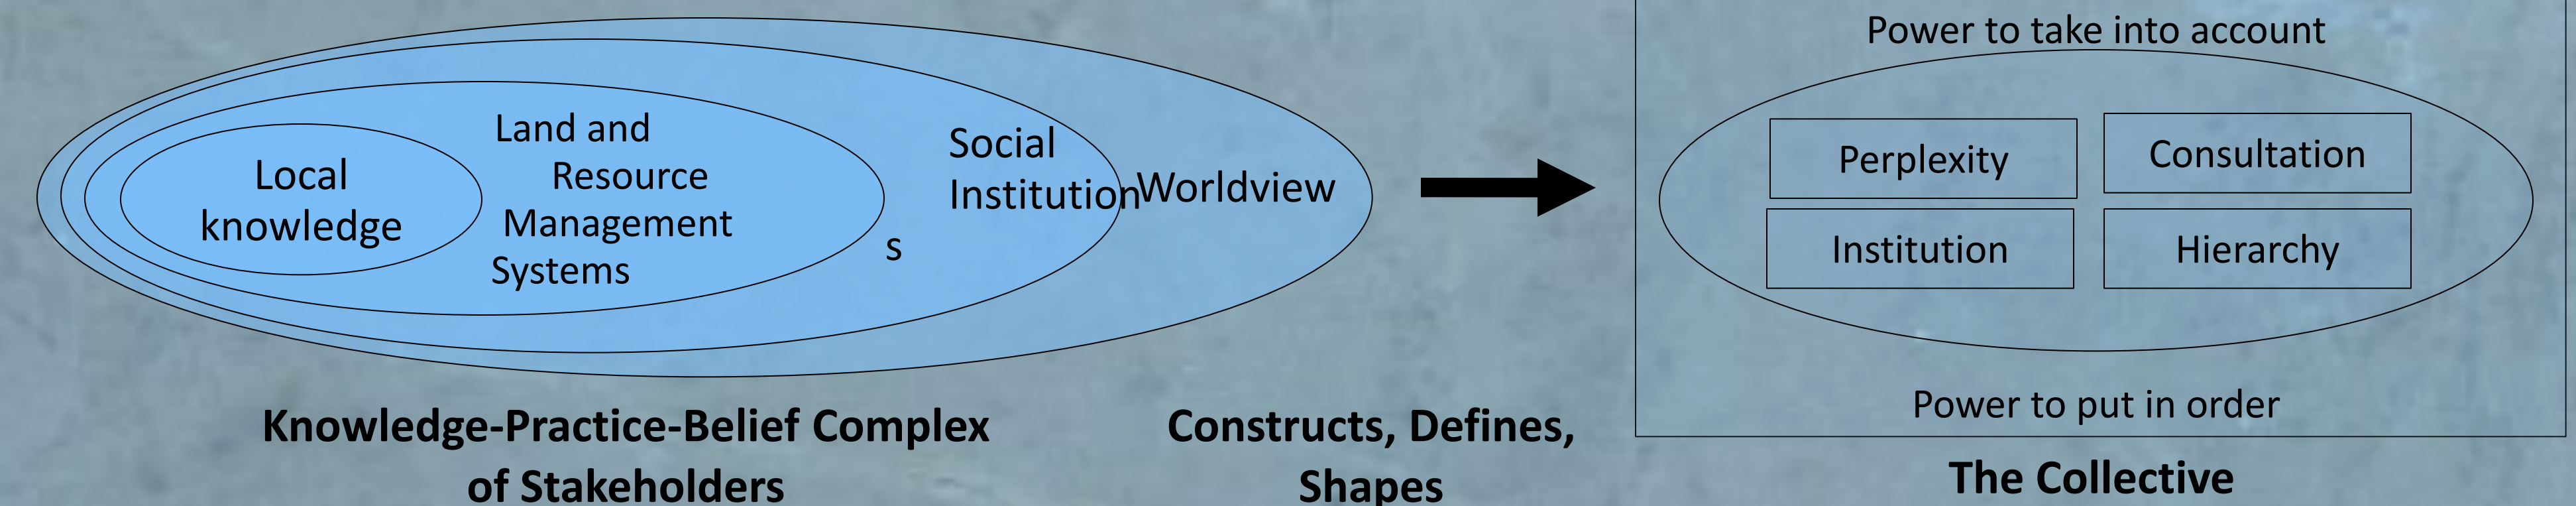 Local
knowledge
Land and
Resource
Management
Systems
Social
Institution
s
Worldview
Knowledge-Practice-Belief Complex
of Stakeholders
Constructs, Defines,
Shapes
Power to take into account
Perplexity
Consultation
Institution
Hierarchy
Power to put in order
The Collective